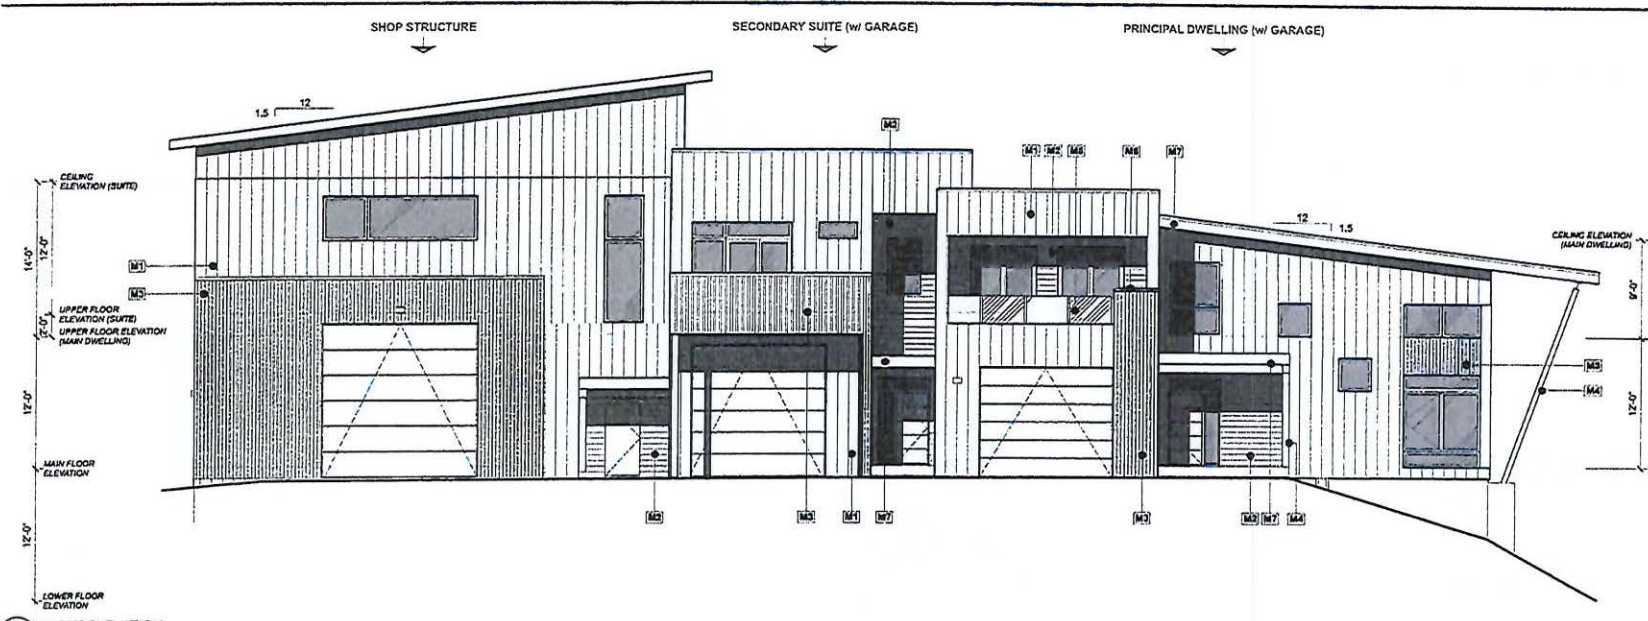 SHOP STRUCTURE
SECONDARY SUITE (w/ GARAGE)
PRINCIPAL DWELLING (w/ GARAGE)
12
1.5
M2
M1
M2
M5
M6
M7
12
1.5
CEILING
ELEVATION (SUITE)
CEILING ELEVATION
(MAIN DWELLING)
14'-0"
12'-0"
9'-0"
M1
M3
UPPER FLOOR
ELEVATION (SUITE)
2'-0"
UPPER FLOOR ELEVATION
(MAIN DWELLING)
M3
M4
12'-0"
12'-0"
MAIN FLOOR
ELEVATION
M2
M3
M1
M7
M3
M2
M7
M4
12'-0"
LOWER FLOOR
ELEVATION